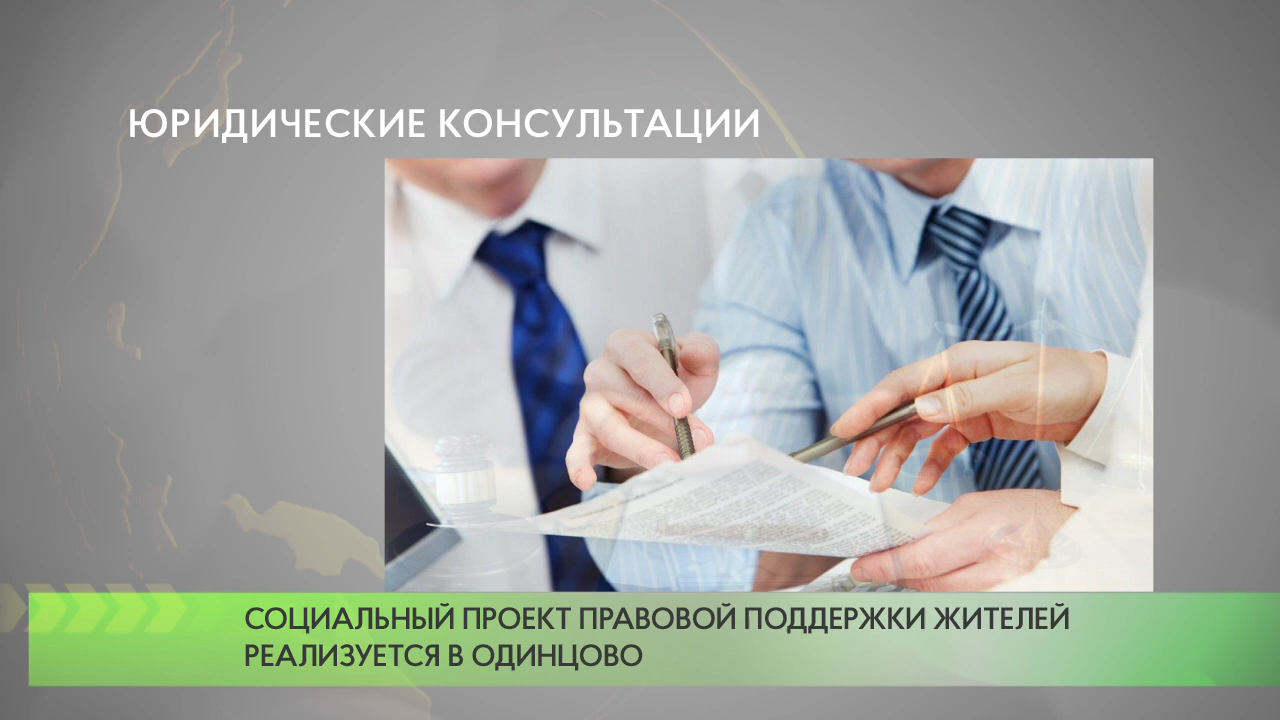 ЮРИДИЧЕСКИЕ КОНСУЛЬТАЦИИ
СОЦИАЛЬНЫЙ ПРОЕКТ ПРАВОВОЙ ПОДДЕРЖКИ ЖИТЕЛЕЙ
РЕАЛИЗУЕТСЯ В ОДИНЦОВО